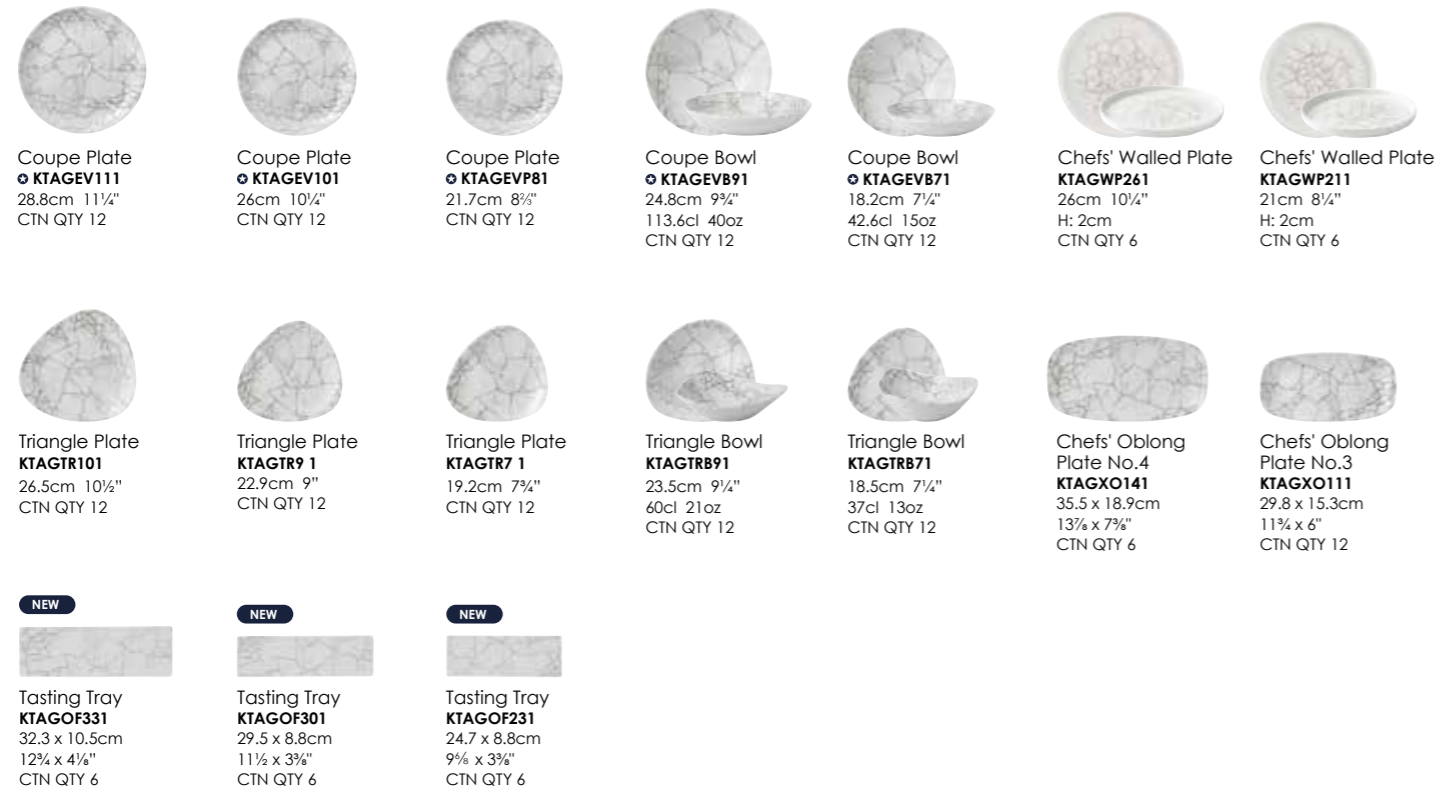 Coupe Plate
KTAGEV111
28.8cm 11¼"
CTN QTY 12
Coupe Plate
KTAGEV101
26cm 10¼"
CTN QTY 12
Coupe Plate
KTAGEVP81
21.7cm 8⅔"
CTN QTY 12
Coupe Bowl
KTAGEVB91
24.8cm 9¾"
113.6cl 40oz
CTN QTY 12
Coupe Bowl
KTAGEVB71
18.2cm 7¼"
42.6cl 15oz
CTN QTY 12
Chefs' Walled Plate
KTAGWP261
26cm 10¼"
H: 2cm
CTN QTY 6
Chefs' Walled Plate
KTAGWP211
21cm 8¼”
H: 2cm
CTN QTY 6
Triangle Plate
KTAGTR101
26.5cm 10½”
CTN QTY 12
Triangle Plate
KTAGTR9 1
22.9cm 9”
CTN QTY 12
Triangle Plate
KTAGTR7 1
19.2cm 7¾”
CTN QTY 12
Triangle Bowl
KTAGTRB91
23.5cm 9¼”
60cl 21oz
CTN QTY 12
Triangle Bowl
KTAGTRB71
18.5cm 7¼”
37cl 13oz
CTN QTY 12
Chefs' Oblong
Plate No.4
KTAGXO141
35.5 x 18.9cm
13⅞ x 7⅜"
CTN QTY 6
Chefs' Oblong
Plate No.3
KTAGXO111
29.8 x 15.3cm
11¾ x 6"
CTN QTY 12
NEW
Tasting Tray
KTAGOF331
32.3 x 10.5cm
12¾ x 4⅛”
CTN QTY 6
NEW
Tasting Tray
KTAGOF301
29.5 x 8.8cm
11½ x 3⅜"
CTN QTY 6
NEW
Tasting Tray
KTAGOF231
24.7 x 8.8cm
x 3⅜"
CTN QTY 6